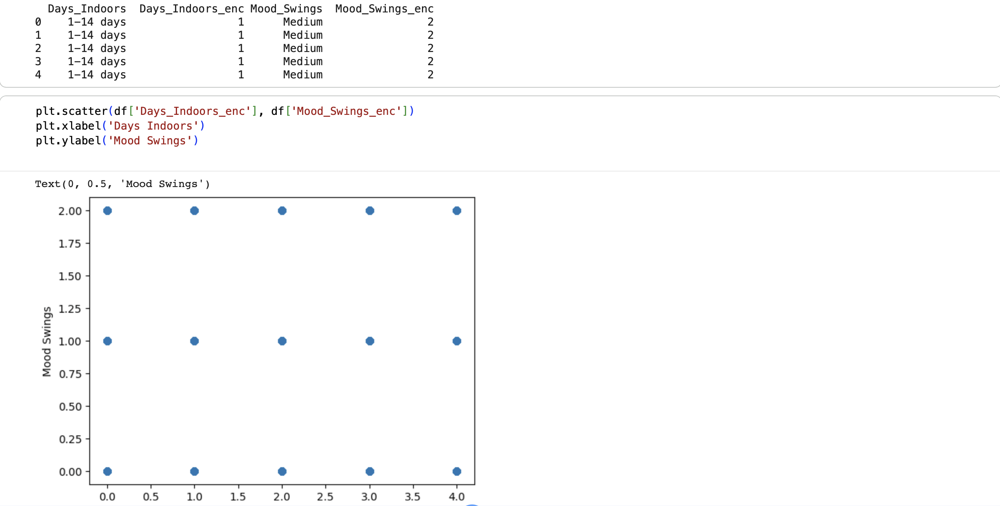 Days_Indoors Days_Indoors_enc Mood_Swings Mood_Swings_enc
0 1-14 days 1 Medium 2
1 1-14 days 1 Medium 2
2 1-14 days 1 Medium 2
3 1-14 days 1 Medium 2
4 1-14 days 1 Medium 2
plt.scatter(df['Days_Indoors_enc'], df['Mood_Swings_enc'])
plt.xlabel('Days Indoors')
plt.ylabel('Mood Swings')
Text(0, 0.5, 'Mood Swings')
2.00
1.75
1.50
1.25
1.00
0.75
0.50
0.25
0.00
Mood Swings
0.0 0.5 1.0 1.5 2.0 2.5 3.0 3.5 4.0